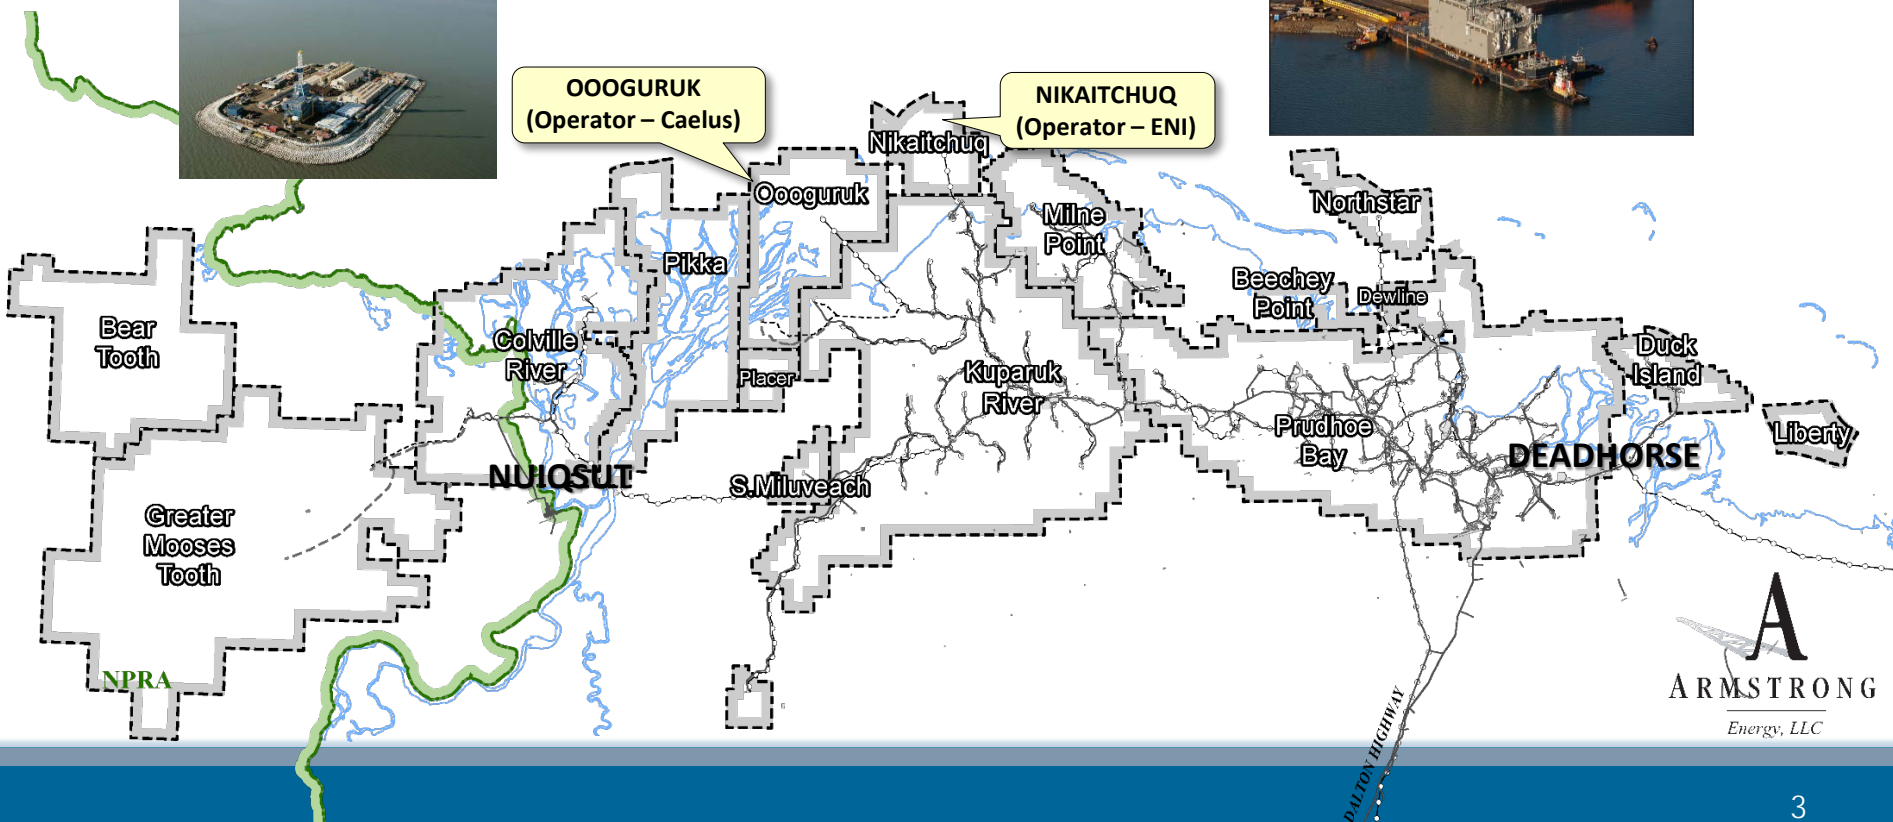 OOOGURUK
(Operator – Caelus)
NIKAITCHUQ
(Operator – ENI)
Nikaitchuq
Oooguruk
Northstar
Milne
Point
Pikka
Beechey
Point
Dewline
Bear
Tooth
Colville
River
Placer
Kuparuk
River
Duck
Island
Prudhoe
Bay
Liberty
DEADHORSE
NUIQSUT
S.Miluveach
Greater
Mooses
Tooth
NPRA
DALTON HIGHWAY
A
ARMSTRONG
Energy, LLC
3